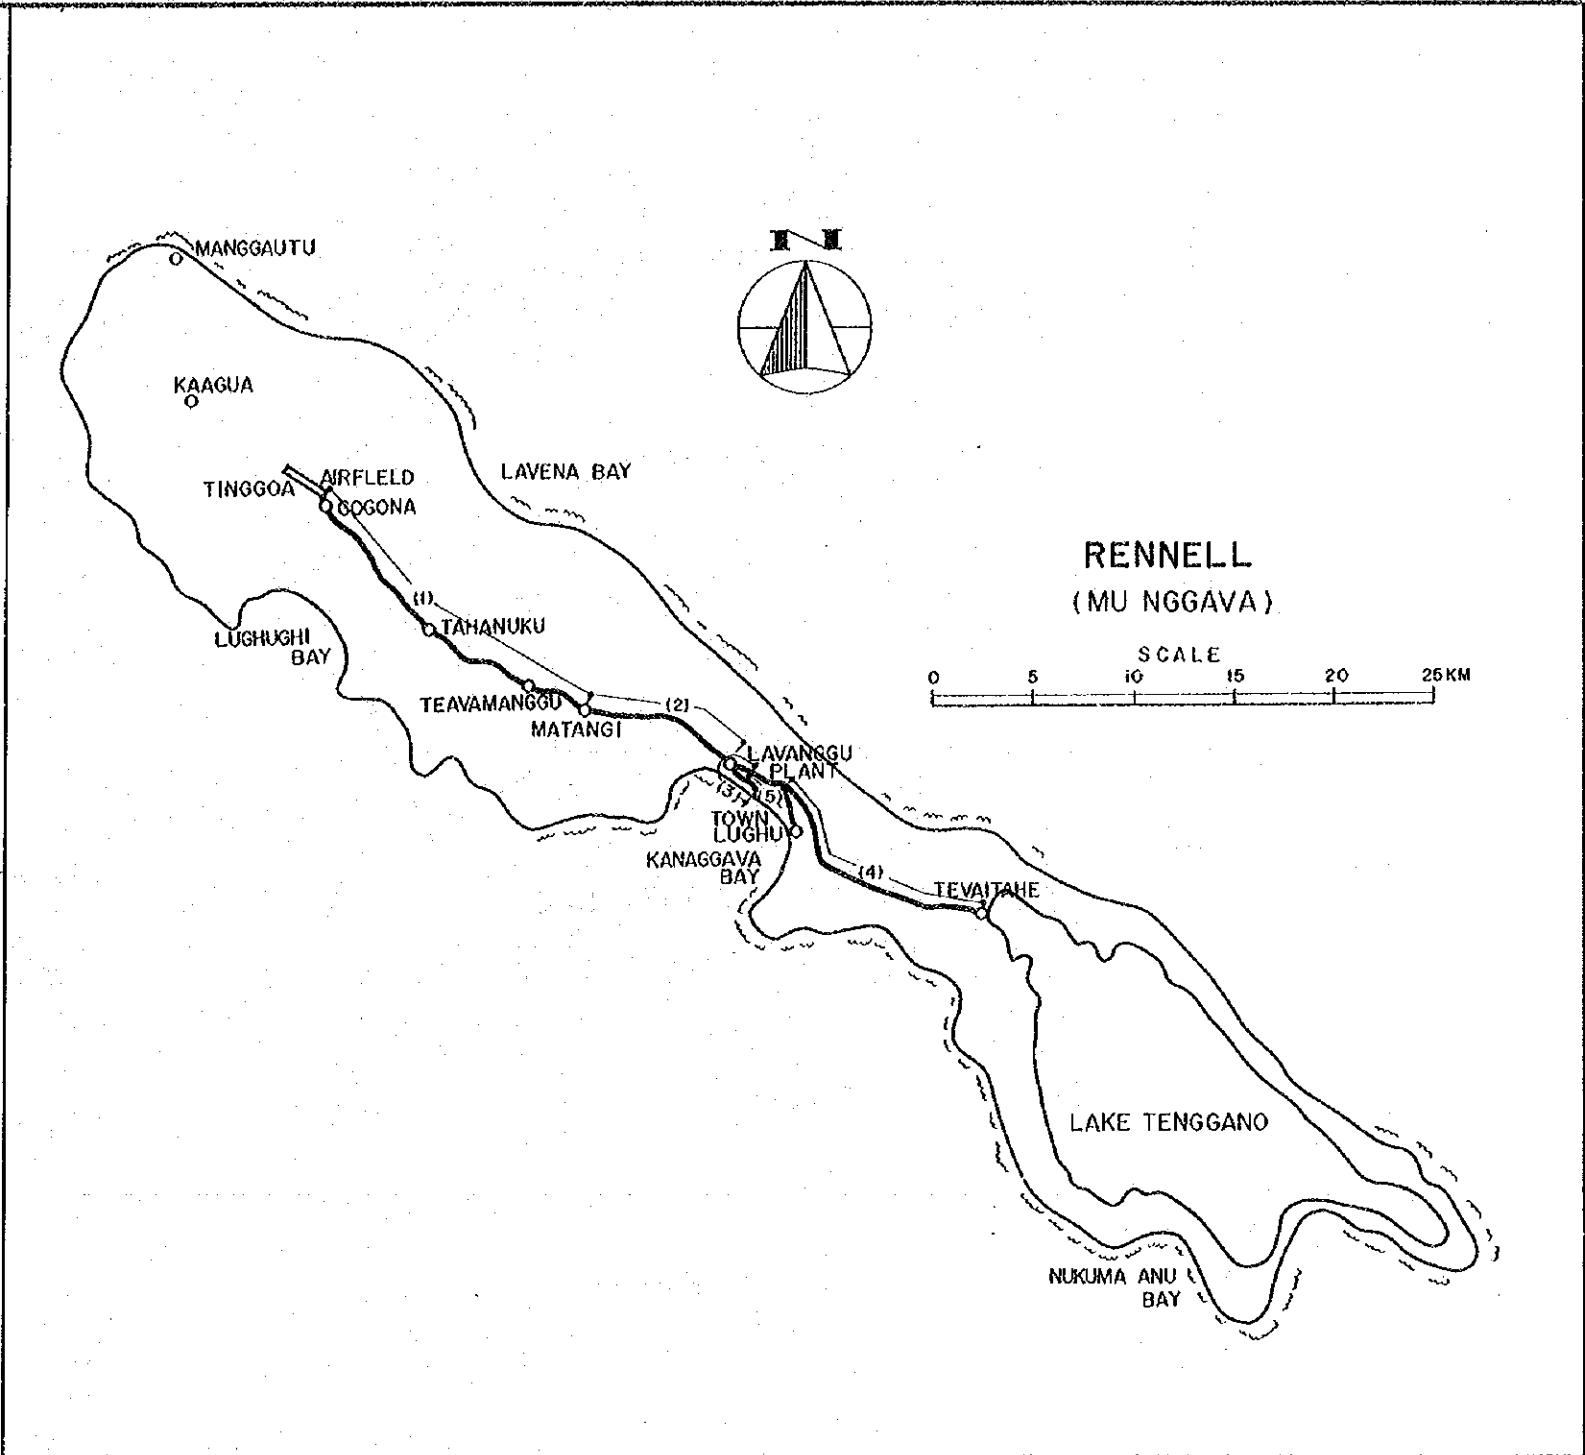 N
MANGGAUTU
KAAGUA
LAVENA BAY
AIRFLELD
TINGGOA
GOGONA
RENNELL
(MU NGGAVA)
(1)
TAHANUKU
LUGHUGHI
BAY
SCALE
0 5 10 15 20 25KM
TEAVAMANGGU
(2)
MATANGI
LAVANGGU
PLANT
(3)
(5)
TOWN
LUGHU
KANAGGAVA
BAY
(4)
TEVAITAHE
LAKE TENGGANO
NUKUMA ANU
BAY